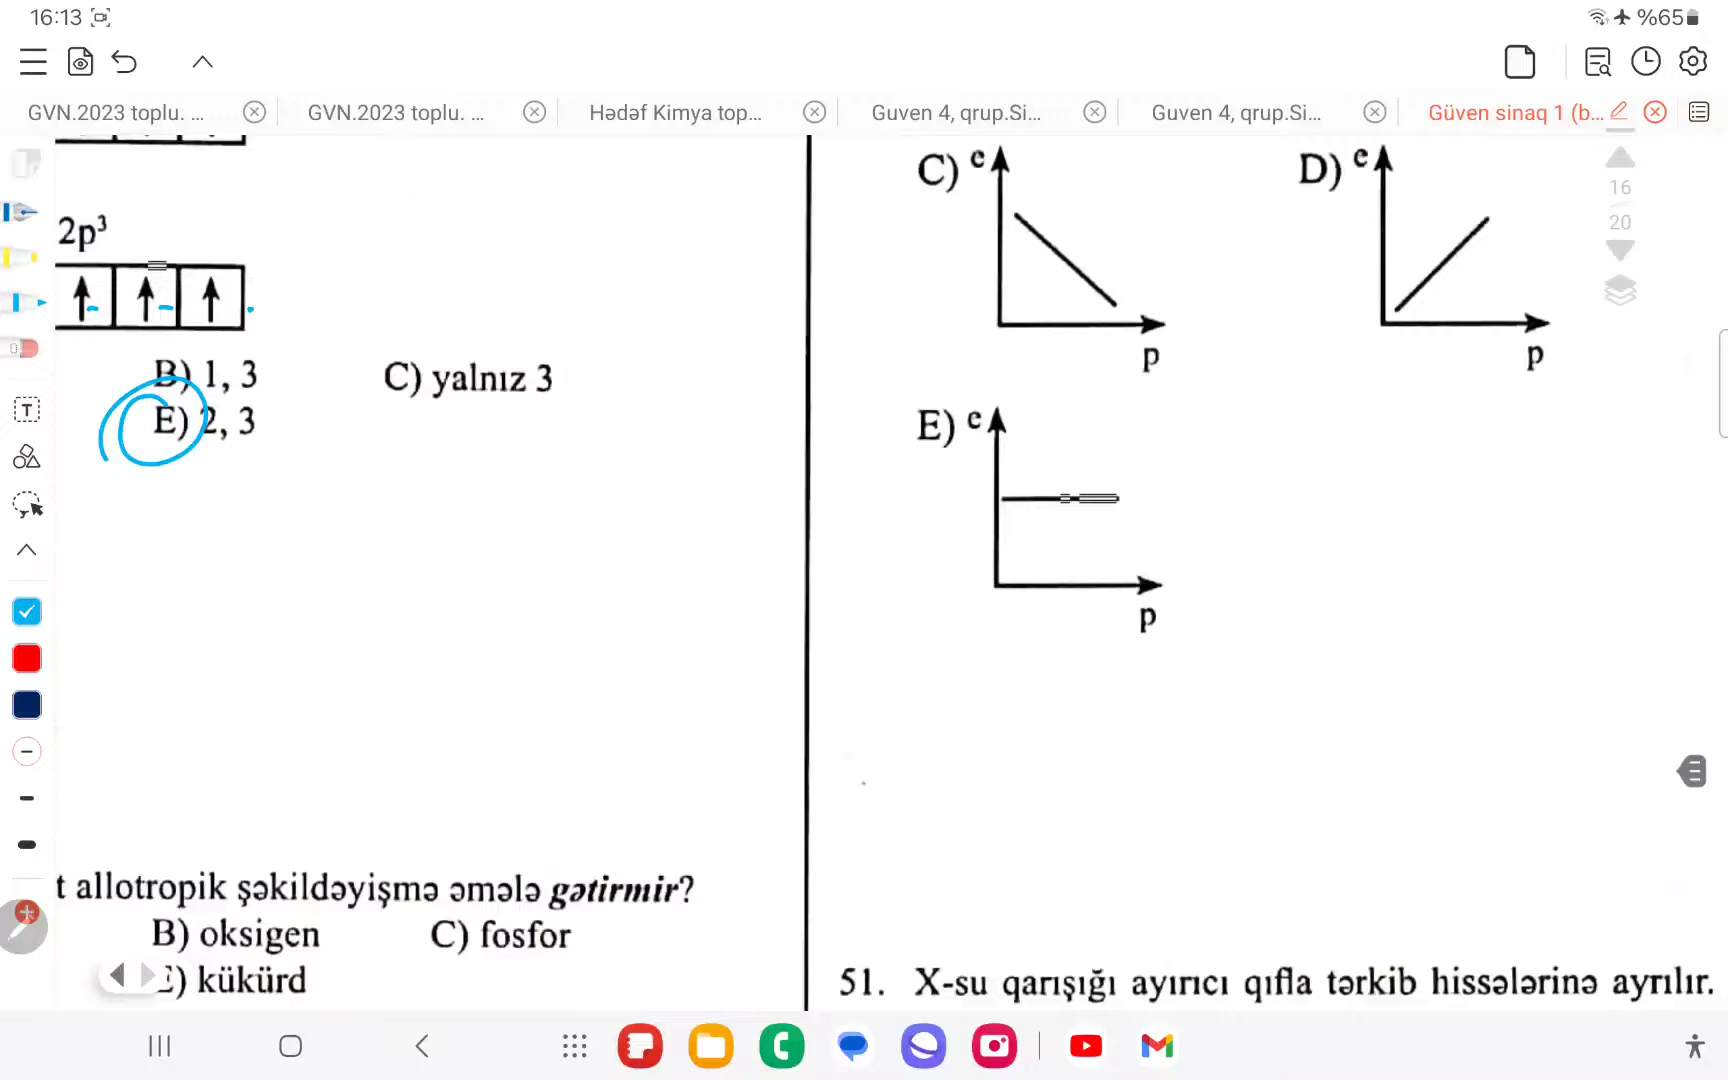 16:13
%65
GVN.2023 toplu. ...
GVN.2023 toplu. ...
Hədəf Kimya top...
Guven 4, qrup.Si...
Guven 4, qrup.Si...
Güven sinaq 1 (b...
16
20
2p³
B) 1, 3
C) yalnız 3
E) 2, 3
t allotropik şəkildəyişmə əmələ gətirmir?
B) oksigen
C) fosfor
) kükürd
C) e
p
D) e
p
E) e
p
51. X-su qarışığı ayırıcı qıfla tərkib hissələrinə ayrılır.